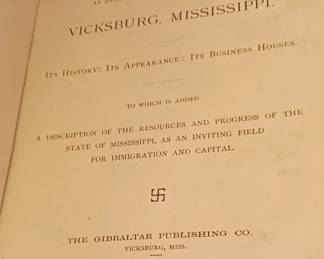 VICKSBURG, MISSISSIPPI.
ITS HISTORY: ITS APPEARANCE: ITS BUSINESS HOUSES.
TO WHICH IS ADDED
A DESCRIPTION OF THE RESOURCES AND PROGRESS OF THE
STATE OF MISSISSIPPI, AS AN INVITING FIELD
FOR IMMIGRATION AND CAPITAL.
THE GIBRALTAR PUBLISHING CO.
VICKSBURG, MISS.